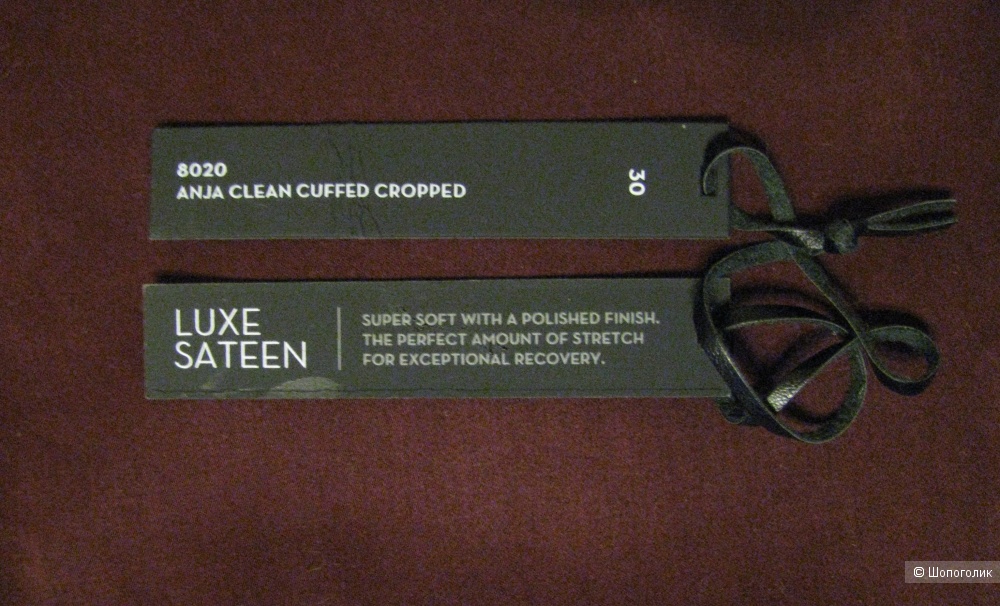 8020
ANJA CLEAN CUFFED CROPPED
30
LUXE
SATEEN
SUPER SOFT WITH A POLISHED FINISH.
THE PERFECT AMOUNT OF STRETCH
FOR EXCEPTIONAL RECOVERY.
© Шопоголик